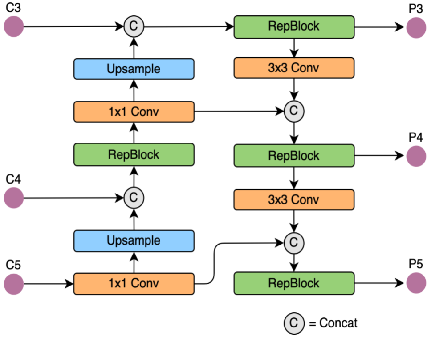 C3
C
RepBlock
P3
Upsample
3x3 Conv
1x1 Conv
C
RepBlock
RepBlock
P4
C4
C
3x3 Conv
Upsample
C
C5
1x1 Conv
RepBlock
P5
C = Concat